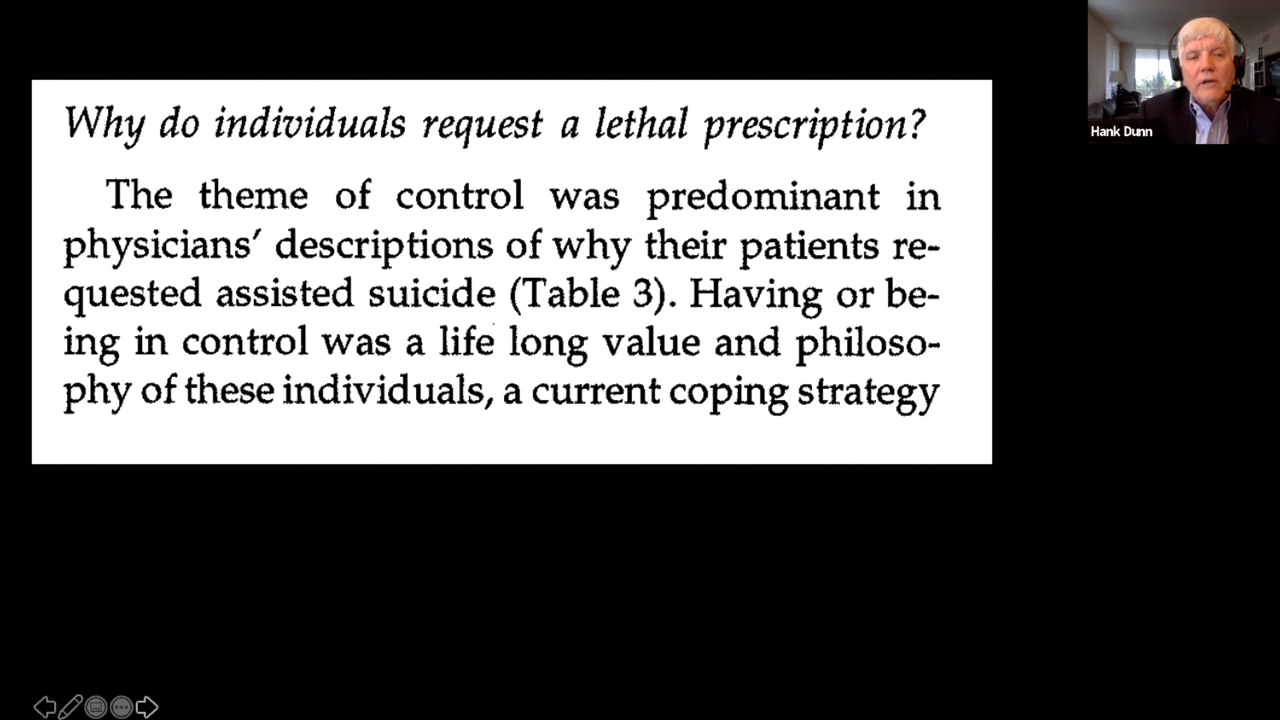 Why do individuals request a lethal prescription?
The theme of control was predominant in
physicians’ descriptions of why their patients re-
quested assisted suicide (Table 3). Having or be-
ing in control was a life long value and philoso-
phy of these individuals, a current coping strategy
Hank Dunn